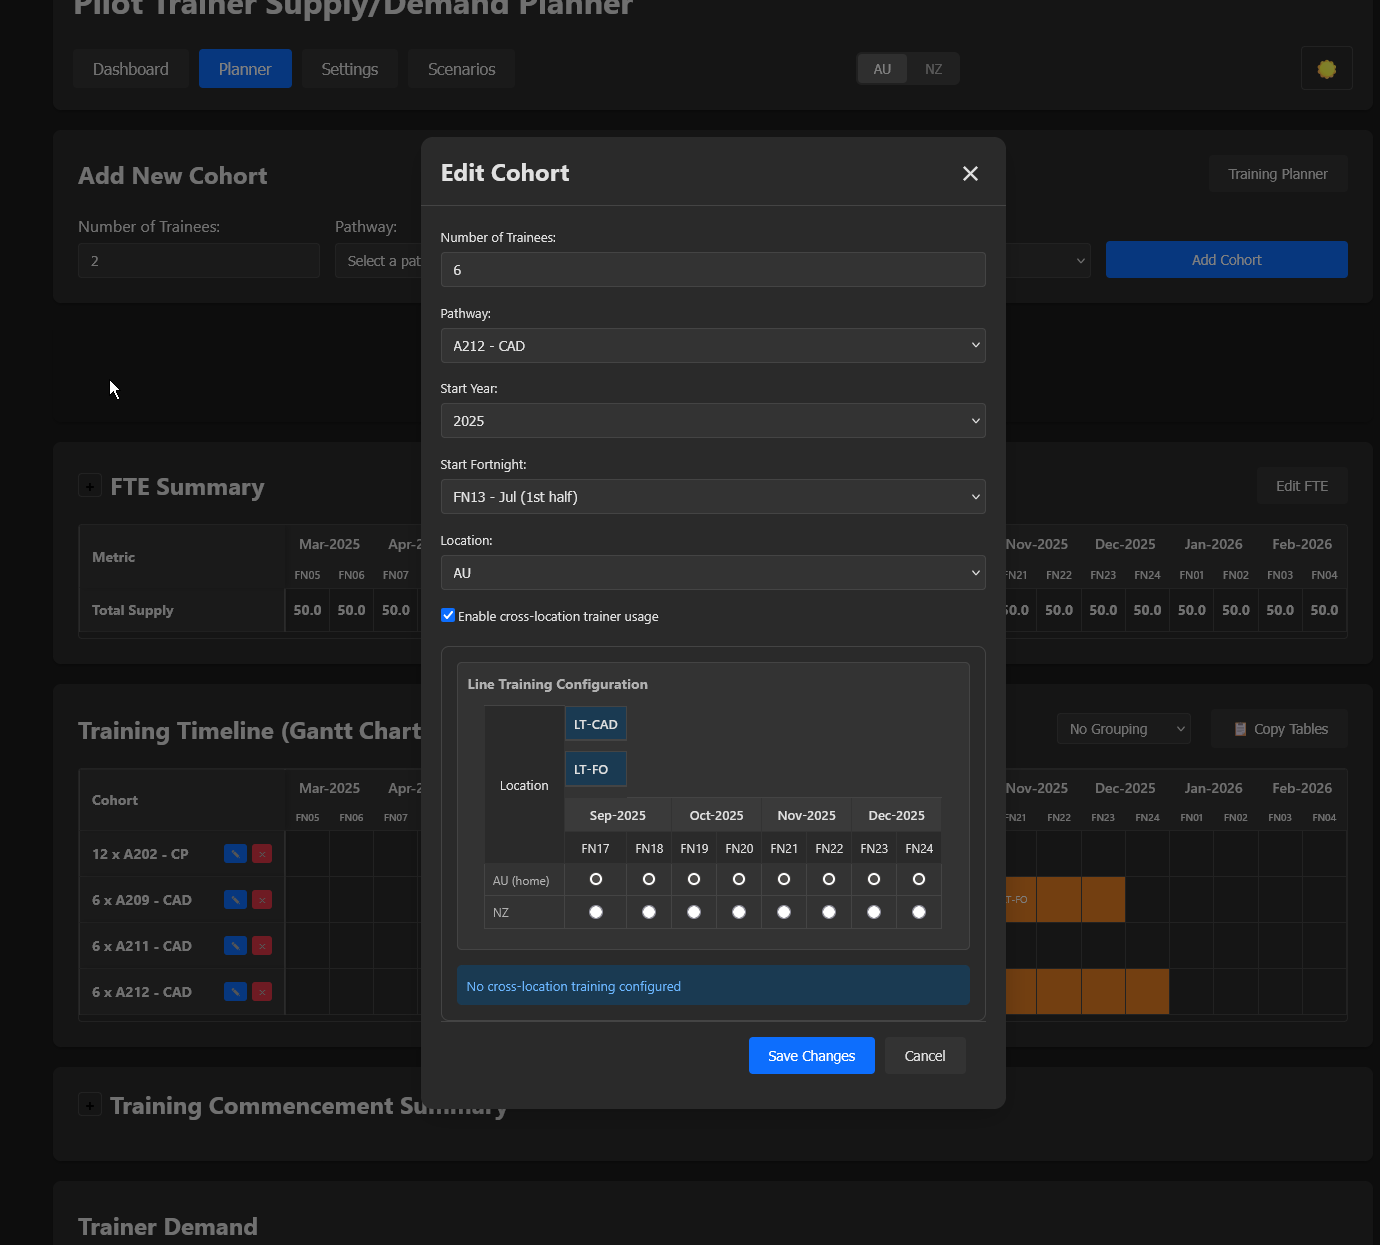 Pilot Trainer Supply/Demand Planner
Dashboard Planner Settings Scenarios AU NZ
Add New Cohort
Training Planner
Number of Trainees: Pathway:
2 Select a pat Add Cohort
Edit Cohort ×
Number of Trainees:
6
Pathway:
A212 - CAD
Start Year:
2025
Start Fortnight:
FN13 - Jul (1st half)
Location:
AU
Enable cross-location trainer usage
Line Training Configuration
Location
LT-CAD
LT-FO
Sep-2025 Oct-2025 Nov-2025 Dec-2025
FN17 FN18 FN19 FN20 FN21 FN22 FN23 FN24
AU (home)
NZ
No cross-location training configured
Save Changes Cancel
+ FTE Summary Edit FTE
Metric Mar-2025 Apr-2 Nov-2025 Dec-2025 Jan-2026 Feb-2026
FN05 FN06 FN07 FN21 FN22 FN23 FN24 FN01 FN02 FN03 FN04
Total Supply 50.0 50.0 50.0 50.0 50.0 50.0 50.0 50.0 50.0 50.0 50.0
Training Timeline (Gantt Chart No Grouping Copy Tables
Cohort Mar-2025 Apr-2 Nov-2025 Dec-2025 Jan-2026 Feb-2026
FN05 FN06 FN07 FN21 FN22 FN23 FN24 FN01 FN02 FN03 FN04
12 x A202 - CP
6 x A209 - CAD LT-FO
6 x A211 - CAD
6 x A212 - CAD
+ Training Commencement Summary
Trainer Demand